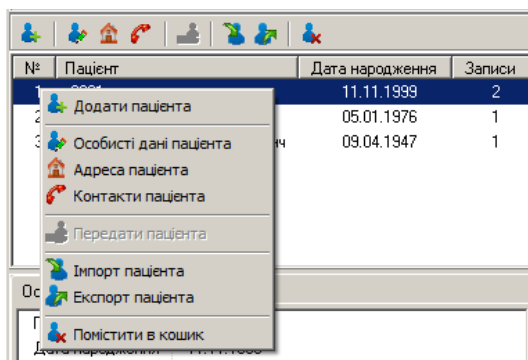 № Пацієнт Дата народження Записи
1 11.11.1999 2
05.01.1976 1
09.04.1947 1
Додати пацієнта
Особисті дані пацієнта
Адреса пацієнта
Контакти пацієнта
Передати пацієнта
Імпорт пацієнта
Експорт пацієнта
Помістити в кошик